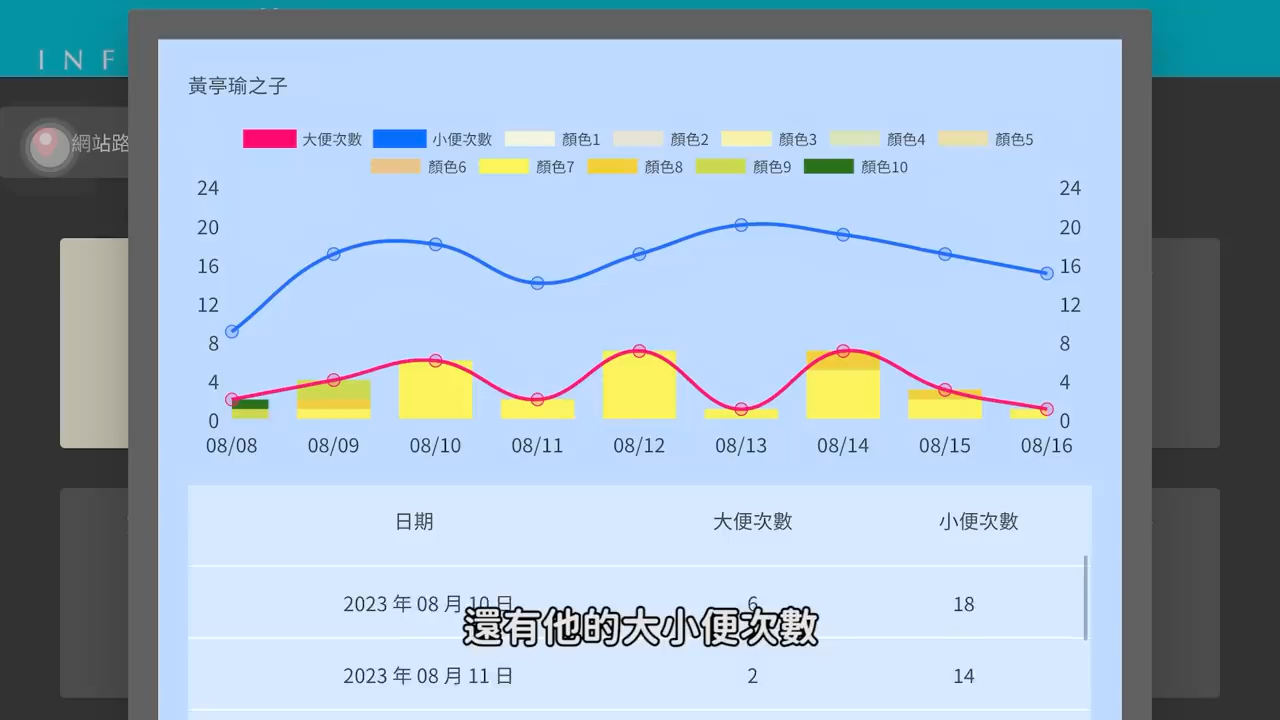 INF
網站路
黃亭瑜之子
大便次數 小便次數 顏色1 顏色2 顏色3 顏色4 顏色5
顏色6 顏色7 顏色8 顏色9 顏色10
24 24
20 20
16 16
12 12
8 8
4 4
0 0
08/08 08/09 08/10 08/11 08/12 08/13 08/14 08/15 08/16
日期 大便次數 小便次數
2023 年 08 月 10 日 6 18
還有他的大小便次數
2023 年 08 月 11 日 2 14